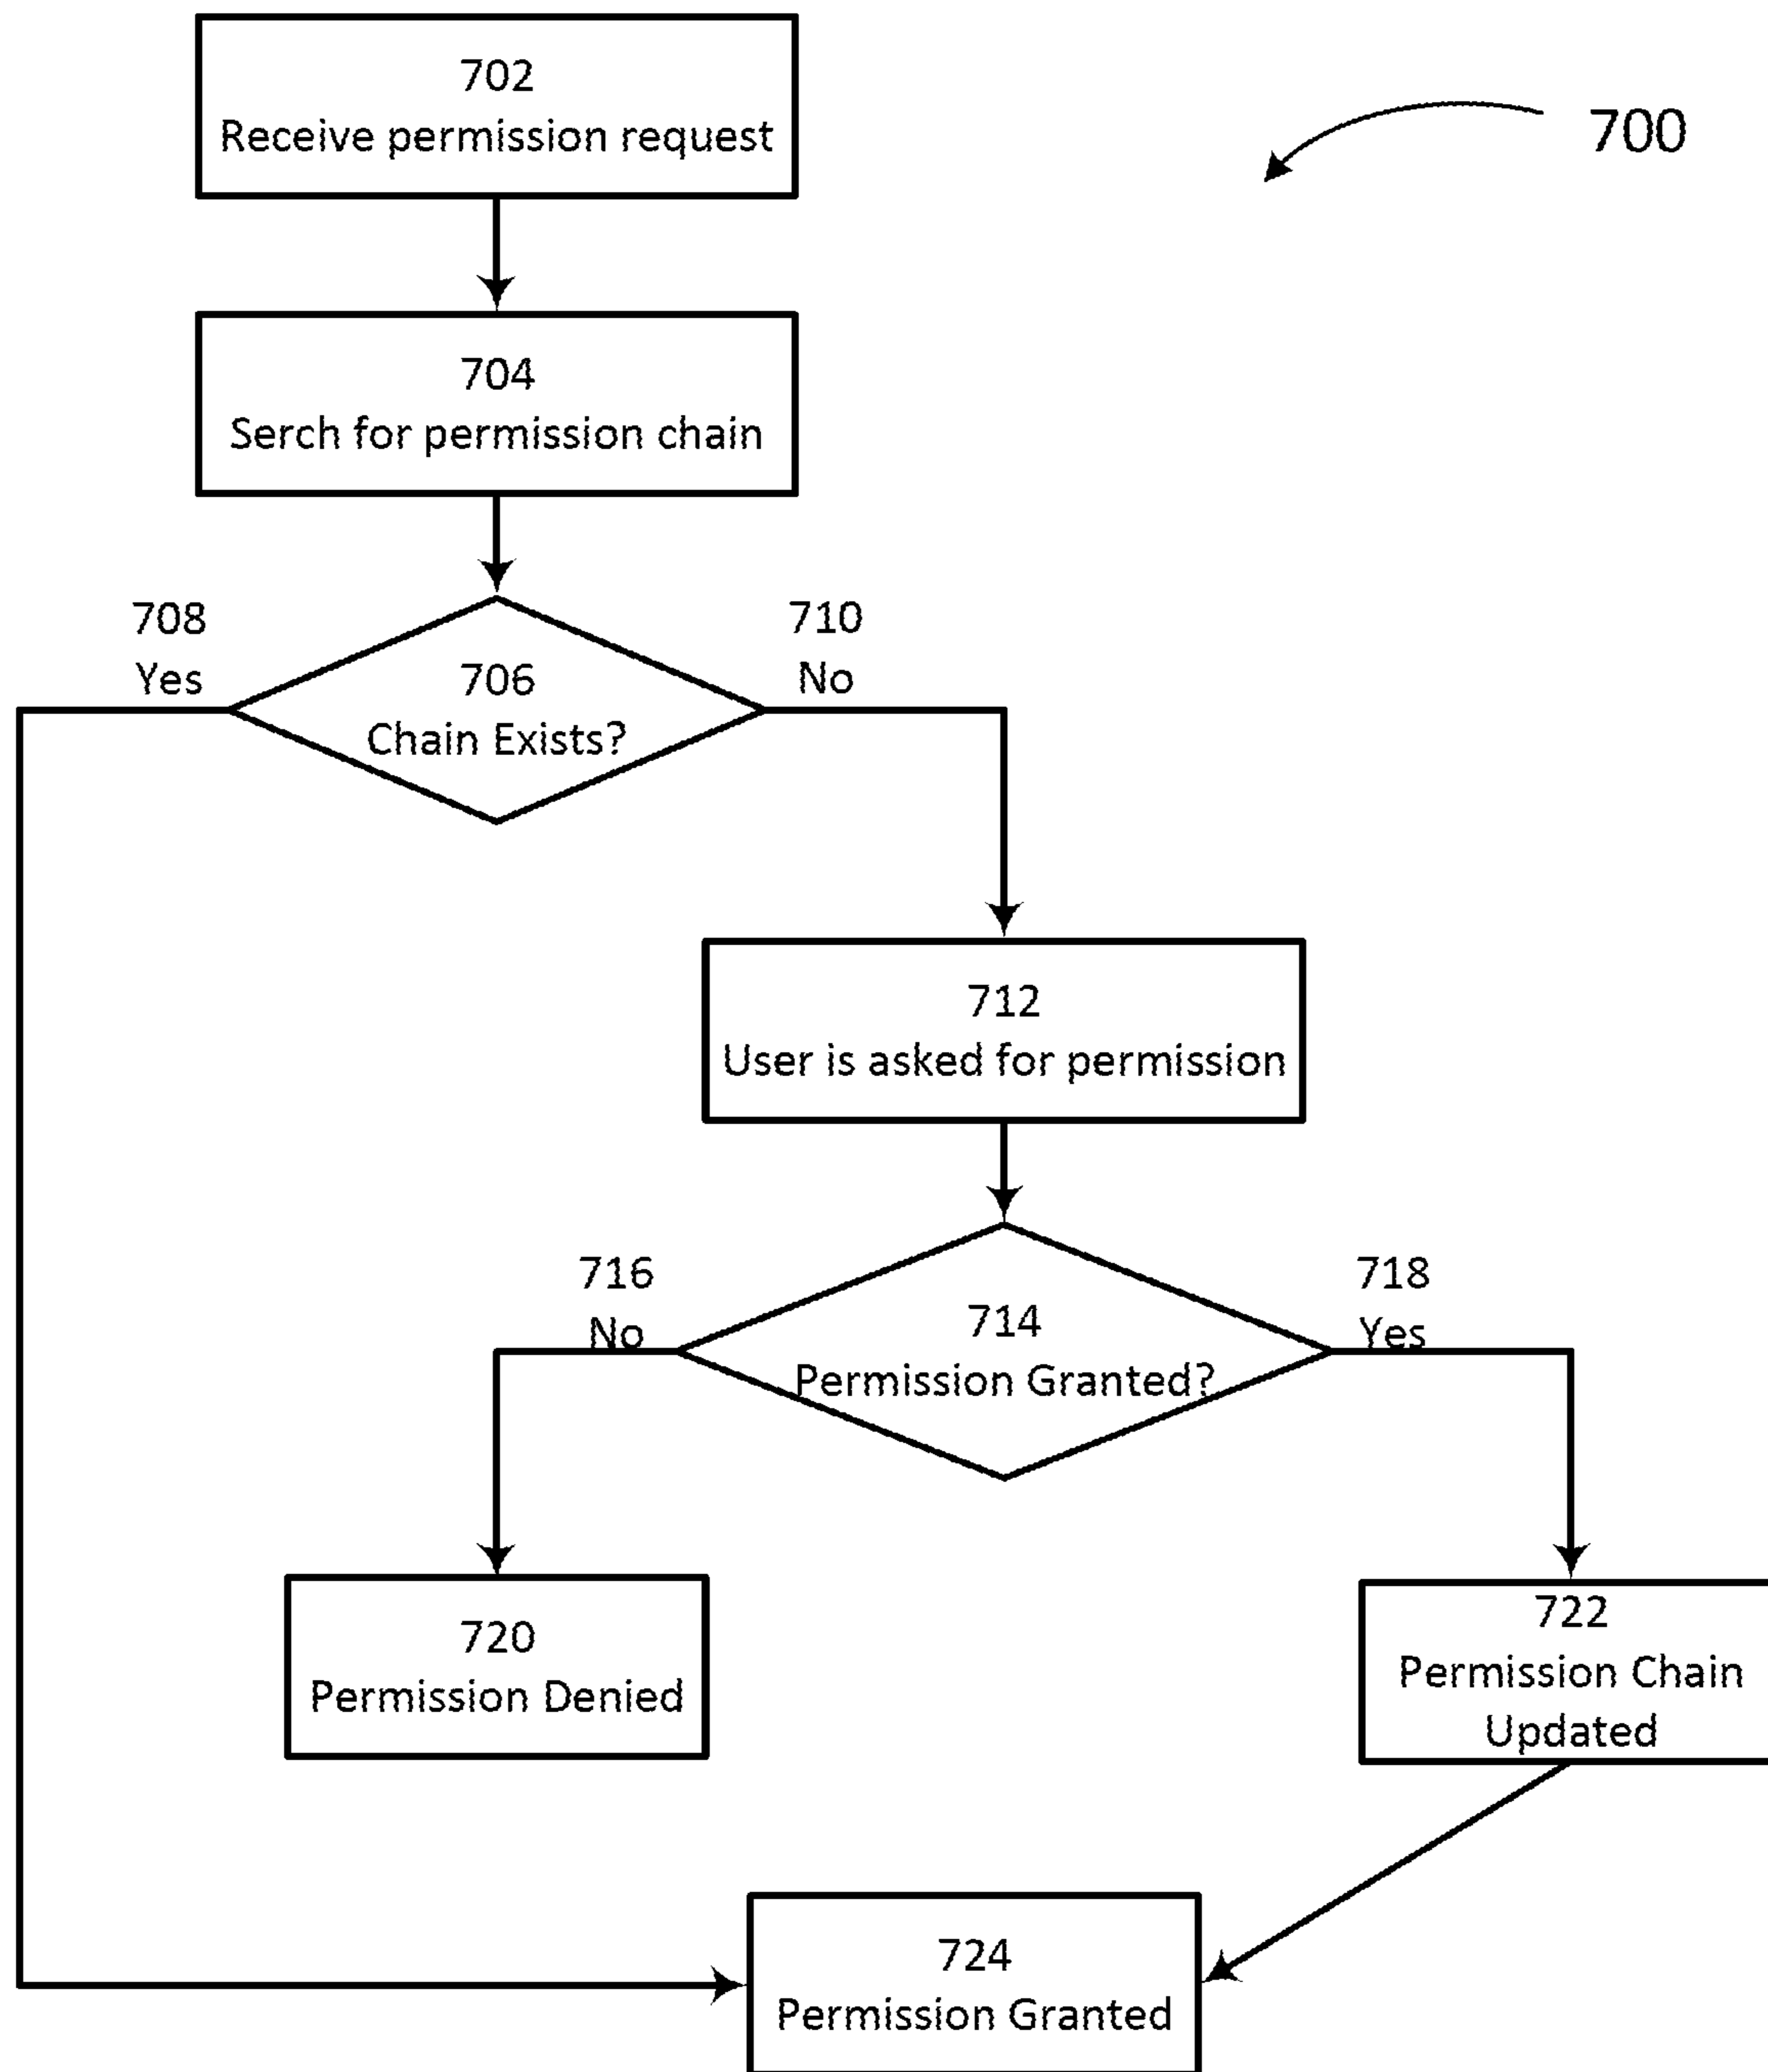 702
Receive permission request
700
704
Serch for permission chain
708
Yes
706
Chain Exists?
710
No
712
User is asked for permission
716
No
714
Permission Granted?
718
Yes
720
Permission Denied
722
Permission Chain
Updated
724
Permission Granted